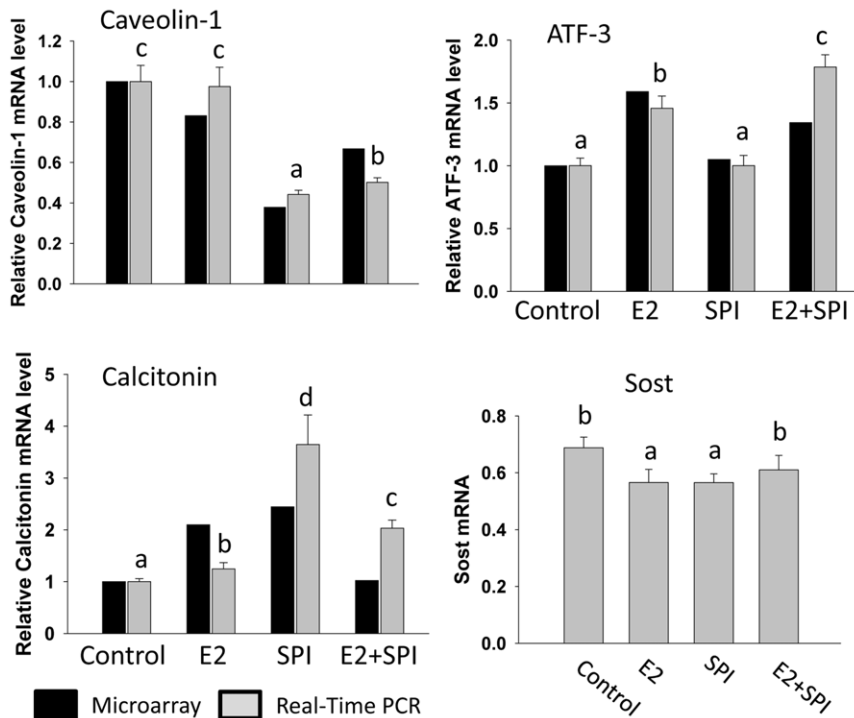 Caveolin-1
Relative Caveolin-1 mRNA level
1.2
1.0
0.8
0.6
0.4
0.2
0.0
c
c
a
b
ATF-3
Relative ATF-3 mRNA level
2.0
1.5
1.0
0.5
0.0
a
b
a
c
Control E2 SPI E2+SPI
Calcitonin
Relative Calcitonin mRNA level
5
4
3
2
1
0
a
b
d
c
Control E2 SPI E2+SPI
Sost
Sost mRNA
0.8
0.6
0.4
0.2
0.0
b
a
a
b
Control E2 SPI E2+SPI
Microarray Real-Time PCR